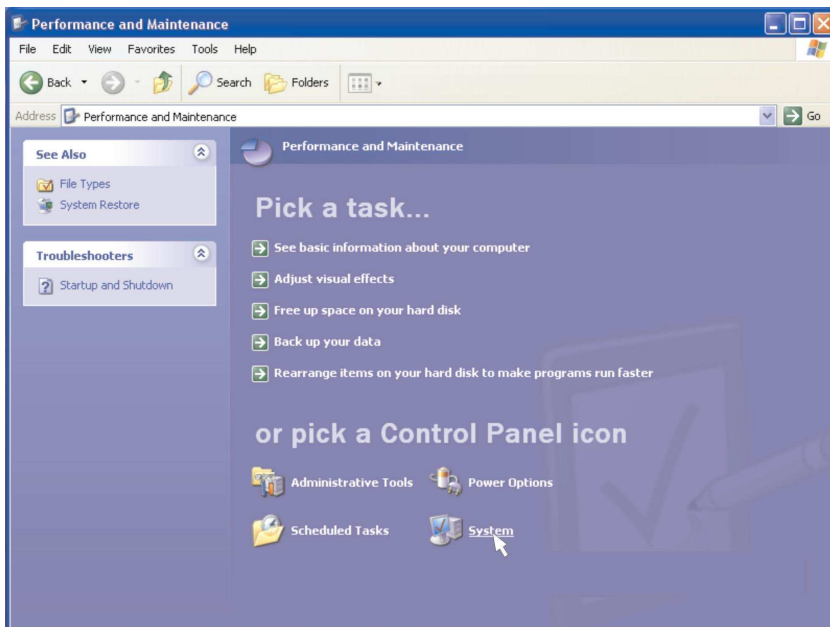 Performance and Maintenance
File Edit View Favorites Tools Help
Back Search Folders
Address Performance and Maintenance Go
See Also
File Types
System Restore
Troubleshooters
Startup and Shutdown
Performance and Maintenance
Pick a task...
See basic information about your computer
Adjust visual effects
Free up space on your hard disk
Back up your data
Rearrange items on your hard disk to make programs run faster
or pick a Control Panel icon
Administrative Tools Power Options
Scheduled Tasks System